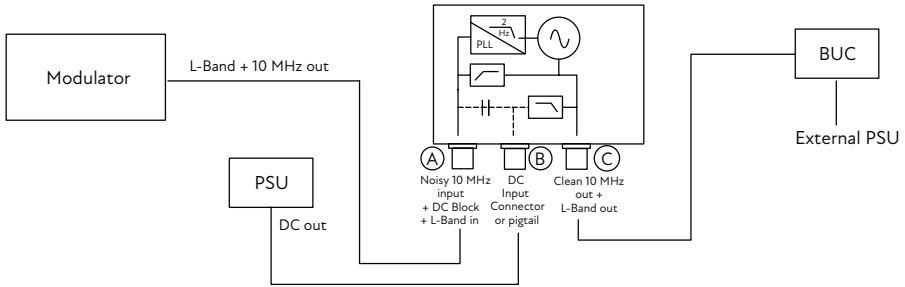 Modulator
L-Band + 10 MHz out
2
Hz
PLL
BUC
External PSU
PSU
DC out
A
B
C
Noisy 10 MHz
input
+ DC Block
+ L-Band in
DC
Input
Connector
or pigtail
Clean 10 MHz
out +
L-Band out